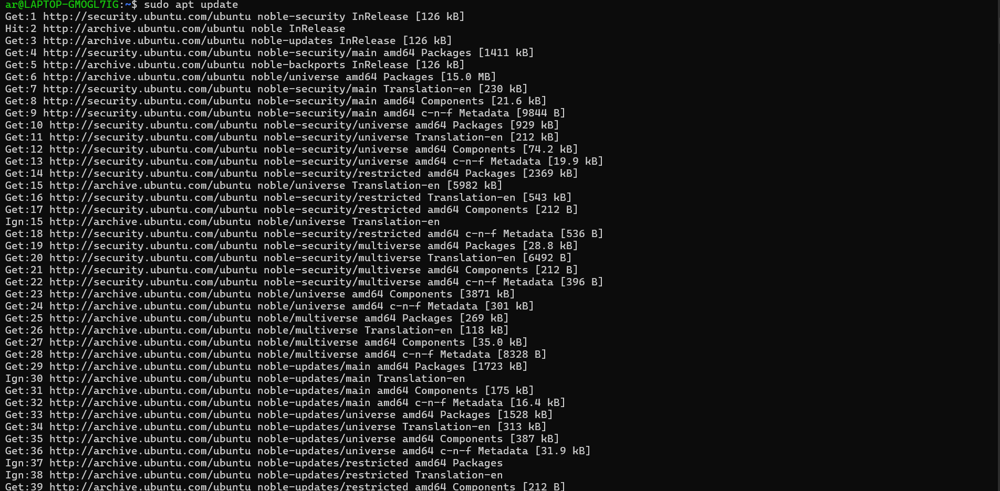 ar@LAPTOP-GMOGL7IG:~$ sudo apt update
Get:1 http://security.ubuntu.com/ubuntu noble-security InRelease [126 kB]
Hit:2 http://archive.ubuntu.com/ubuntu noble InRelease
Get:3 http://archive.ubuntu.com/ubuntu noble-updates InRelease [126 kB]
Get:4 http://security.ubuntu.com/ubuntu noble-security/main amd64 Packages [1411 kB]
Get:5 http://archive.ubuntu.com/ubuntu noble-backports InRelease [126 kB]
Get:6 http://archive.ubuntu.com/ubuntu noble/universe amd64 Packages [15.0 MB]
Get:7 http://security.ubuntu.com/ubuntu noble-security/main Translation-en [230 kB]
Get:8 http://security.ubuntu.com/ubuntu noble-security/main amd64 Components [21.6 kB]
Get:9 http://security.ubuntu.com/ubuntu noble-security/main amd64 c-n-f Metadata [9844 B]
Get:10 http://security.ubuntu.com/ubuntu noble-security/universe amd64 Packages [929 kB]
Get:11 http://security.ubuntu.com/ubuntu noble-security/universe Translation-en [212 kB]
Get:12 http://security.ubuntu.com/ubuntu noble-security/universe amd64 Components [74.2 kB]
Get:13 http://security.ubuntu.com/ubuntu noble-security/universe amd64 c-n-f Metadata [19.9 kB]
Get:14 http://security.ubuntu.com/ubuntu noble-security/restricted amd64 Packages [2369 kB]
Get:15 http://archive.ubuntu.com/ubuntu noble/universe Translation-en [5982 kB]
Get:16 http://security.ubuntu.com/ubuntu noble-security/restricted Translation-en [543 kB]
Get:17 http://security.ubuntu.com/ubuntu noble-security/restricted amd64 Components [212 B]
Ign:15 http://archive.ubuntu.com/ubuntu noble/universe Translation-en
Get:18 http://security.ubuntu.com/ubuntu noble-security/restricted amd64 c-n-f Metadata [536 B]
Get:19 http://security.ubuntu.com/ubuntu noble-security/multiverse amd64 Packages [28.8 kB]
Get:20 http://security.ubuntu.com/ubuntu noble-security/multiverse Translation-en [6492 B]
Get:21 http://security.ubuntu.com/ubuntu noble-security/multiverse amd64 Components [212 B]
Get:22 http://security.ubuntu.com/ubuntu noble-security/multiverse amd64 c-n-f Metadata [396 B]
Get:23 http://archive.ubuntu.com/ubuntu noble/universe amd64 Components [3871 kB]
Get:24 http://archive.ubuntu.com/ubuntu noble/universe amd64 c-n-f Metadata [301 kB]
Get:25 http://archive.ubuntu.com/ubuntu noble/multiverse amd64 Packages [269 kB]
Get:26 http://archive.ubuntu.com/ubuntu noble/multiverse Translation-en [118 kB]
Get:27 http://archive.ubuntu.com/ubuntu noble/multiverse amd64 Components [35.0 kB]
Get:28 http://archive.ubuntu.com/ubuntu noble/multiverse amd64 c-n-f Metadata [8328 B]
Get:29 http://archive.ubuntu.com/ubuntu noble-updates/main amd64 Packages [1723 kB]
Ign:30 http://archive.ubuntu.com/ubuntu noble-updates/main Translation-en
Get:31 http://archive.ubuntu.com/ubuntu noble-updates/main amd64 Components [175 kB]
Get:32 http://archive.ubuntu.com/ubuntu noble-updates/main amd64 c-n-f Metadata [16.4 kB]
Get:33 http://archive.ubuntu.com/ubuntu noble-updates/universe amd64 Packages [1528 kB]
Get:34 http://archive.ubuntu.com/ubuntu noble-updates/universe Translation-en [313 kB]
Get:35 http://archive.ubuntu.com/ubuntu noble-updates/universe amd64 Components [387 kB]
Get:36 http://archive.ubuntu.com/ubuntu noble-updates/universe amd64 c-n-f Metadata [31.9 kB]
Ign:37 http://archive.ubuntu.com/ubuntu noble-updates/restricted amd64 Packages
Ign:38 http://archive.ubuntu.com/ubuntu noble-updates/restricted Translation-en
Get:39 http://archive.ubuntu.com/ubuntu noble-updates/restricted amd64 Components [212 B]